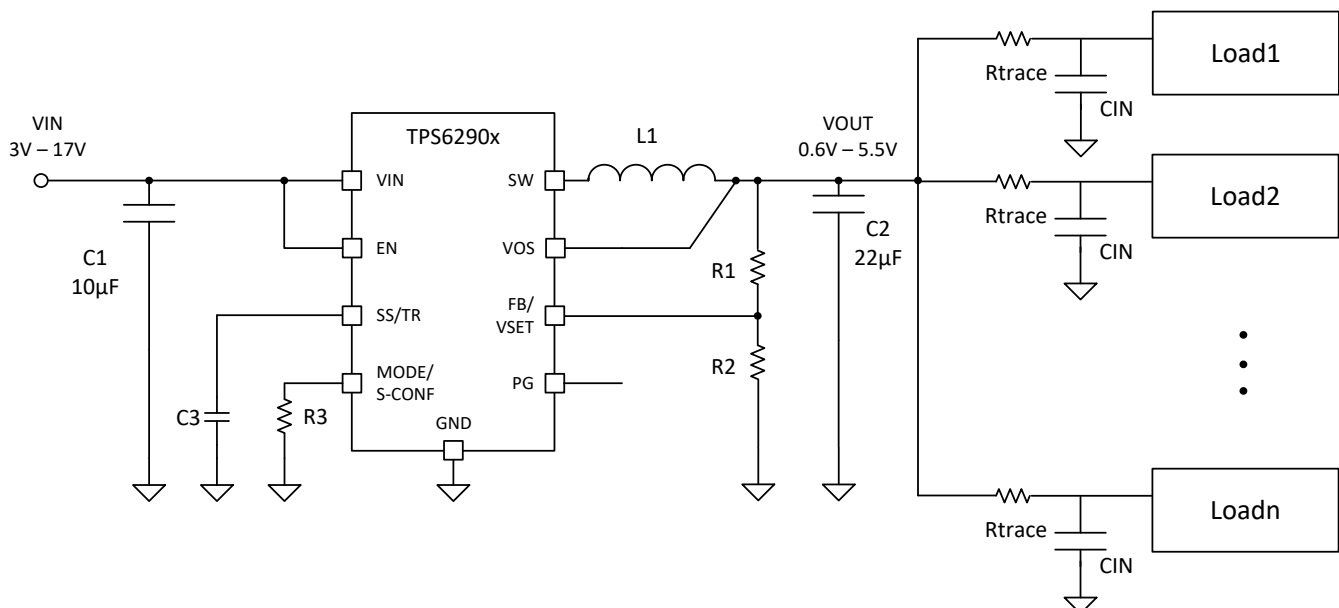 VIN
3V – 17V
C1
10µF
TPS6290x
VIN
EN
SS/TR
MODE/
S-CONF
GND
SW
VOS
FB/
VSET
PG
C3
R3
L1
R1
R2
VOUT
0.6V – 5.5V
C2
22µF
Rtrace
CIN
Load1
Rtrace
CIN
Load2
Rtrace
CIN
Loadn